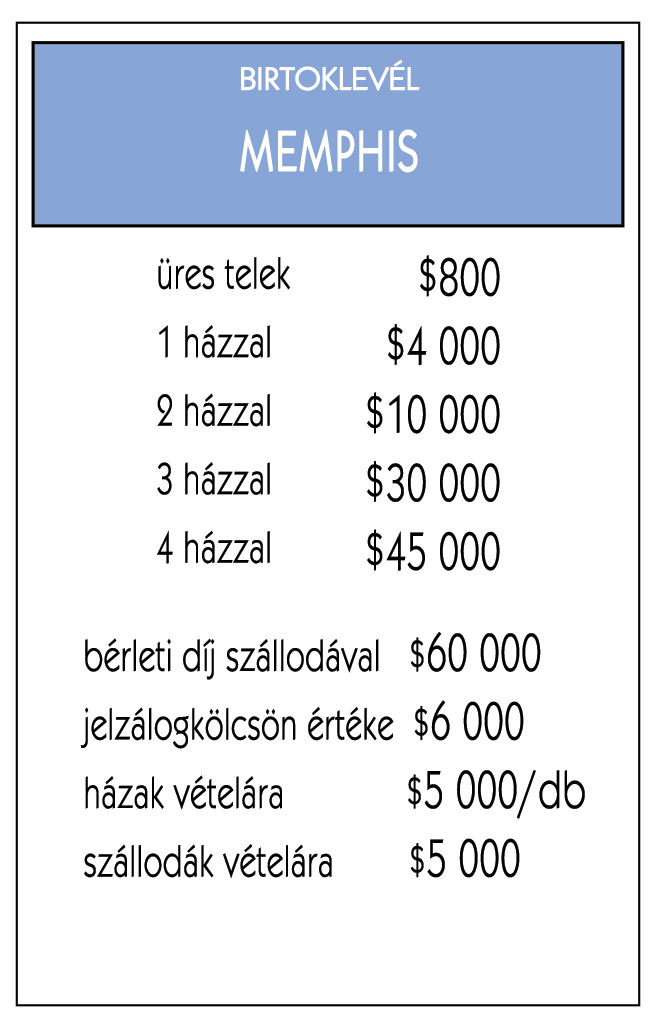 BIRTOKLEVÉL
MEMPHIS
üres telek $800
1 házzal $4 000
2 házzal $10 000
3 házzal $30 000
4 házzal $45 000
bérleti díj szállodával $60 000
jelzálogkölcsön értéke $6 000
házak vételára $5 000/db
szállodák vételára $5 000